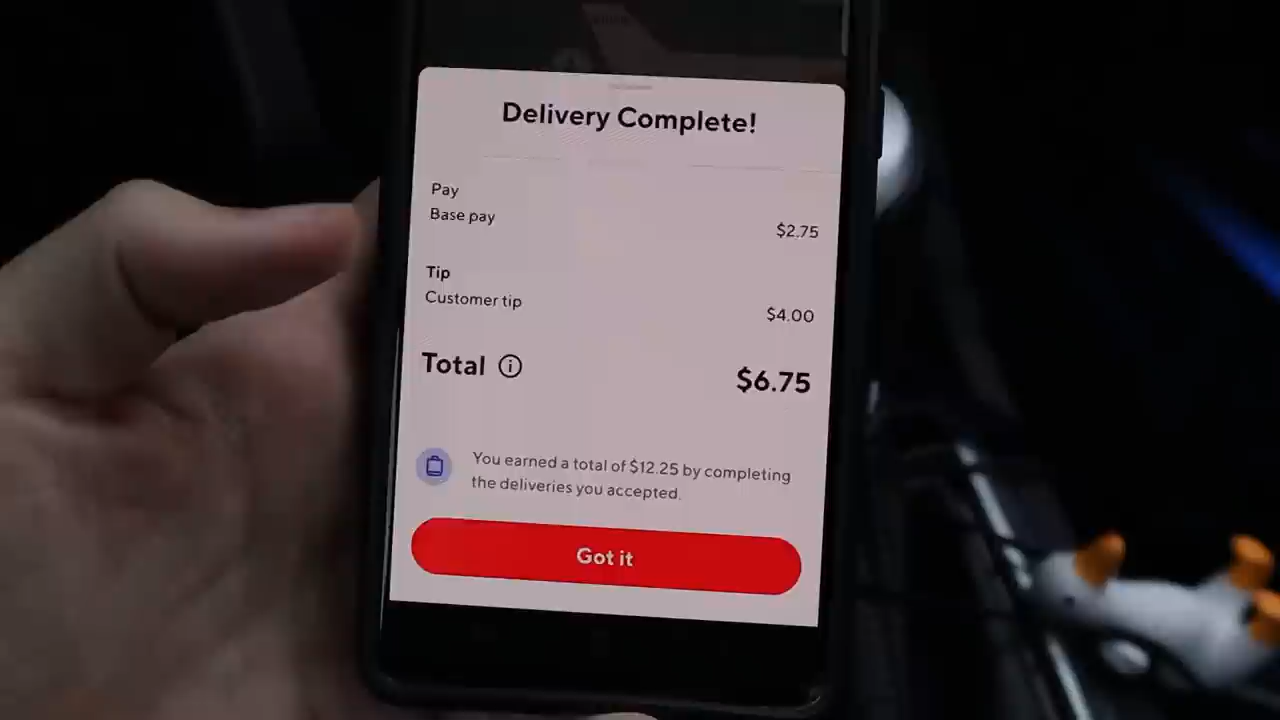 Delivery Complete!
Pay
Base pay
$2.75
Tip
Customer tip
$4.00
Total
$6.75
You earned a total of $12.25 by completing
the deliveries you accepted.
Got it